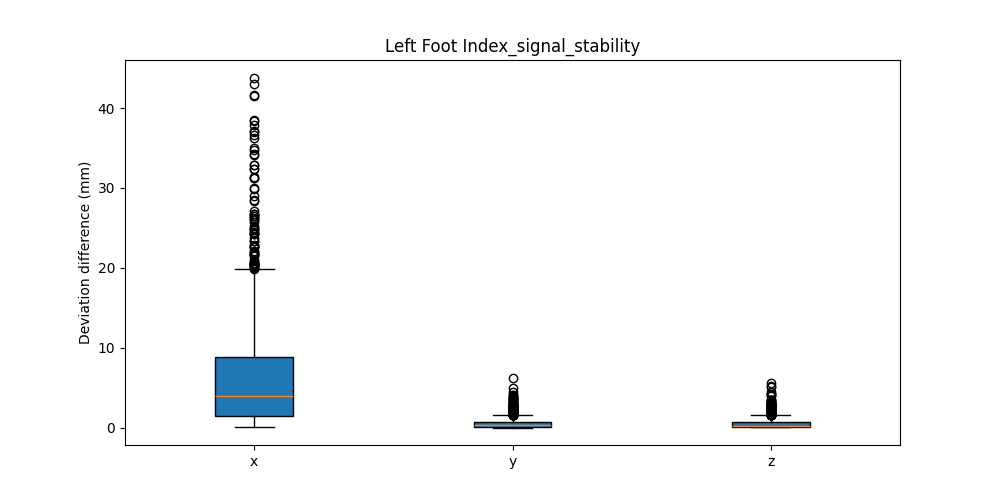 Left Foot Index_signal_stability
Deviation difference (mm)
40
30
20
10
0
x y z